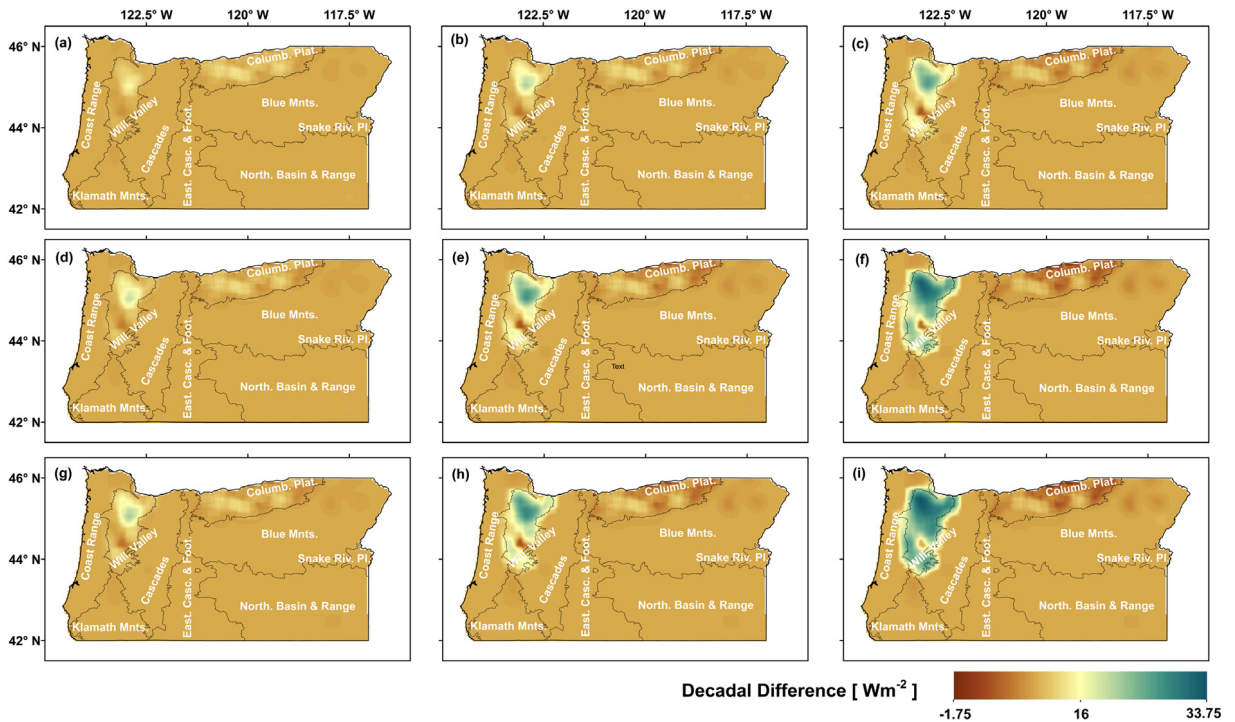 122.5° W 120° W 117.5° W 122.5° W 120° W 117.5° W 122.5° W 120° W 117.5° W
46° N
44° N
42° N
(a)
Coast Range
Will. Valley
Cascades
East. Casc. & Foot.
Columb. Plat.
Blue Mnts.
Snake Riv. Pl.
North. Basin & Range
Klamath Mnts.
(b)
Coast Range
Will. Valley
Cascades
East. Casc. & Foot.
Columb. Plat.
Blue Mnts.
Snake Riv. Pl.
North. Basin & Range
Klamath Mnts.
(c)
Coast Range
Will. Valley
Cascades
East. Casc. & Foot.
Columb. Plat.
Blue Mnts.
Snake Riv. Pl.
North. Basin & Range
Klamath Mnts.
46° N
44° N
42° N
(d)
Coast Range
Will. Valley
Cascades
East. Casc. & Foot.
Columb. Plat.
Blue Mnts.
Snake Riv. Pl.
North. Basin & Range
Klamath Mnts.
(e)
Coast Range
Will. Valley
Cascades
East. Casc. & Foot.
Columb. Plat.
Blue Mnts.
Snake Riv. Pl.
Text
North. Basin & Range
Klamath Mnts.
(f)
Coast Range
Will. Valley
Cascades
East. Casc. & Foot.
Columb. Plat.
Blue Mnts.
Snake Riv. Pl.
North. Basin & Range
Klamath Mnts.
46° N
44° N
42° N
(g)
Coast Range
Will. Valley
Cascades
East. Casc. & Foot.
Columb. Plat.
Blue Mnts.
Snake Riv. Pl.
North. Basin & Range
Klamath Mnts.
(h)
Coast Range
Will. Valley
Cascades
East. Casc. & Foot.
Columb. Plat.
Blue Mnts.
Snake Riv. Pl.
North. Basin & Range
Klamath Mnts.
(i)
Coast Range
Will. Valley
Cascades
East. Casc. & Foot.
Columb. Plat.
Blue Mnts.
Snake Riv. Pl.
North. Basin & Range
Klamath Mnts.
Decadal Difference [ Wm⁻² ]
-1.75 16 33.75